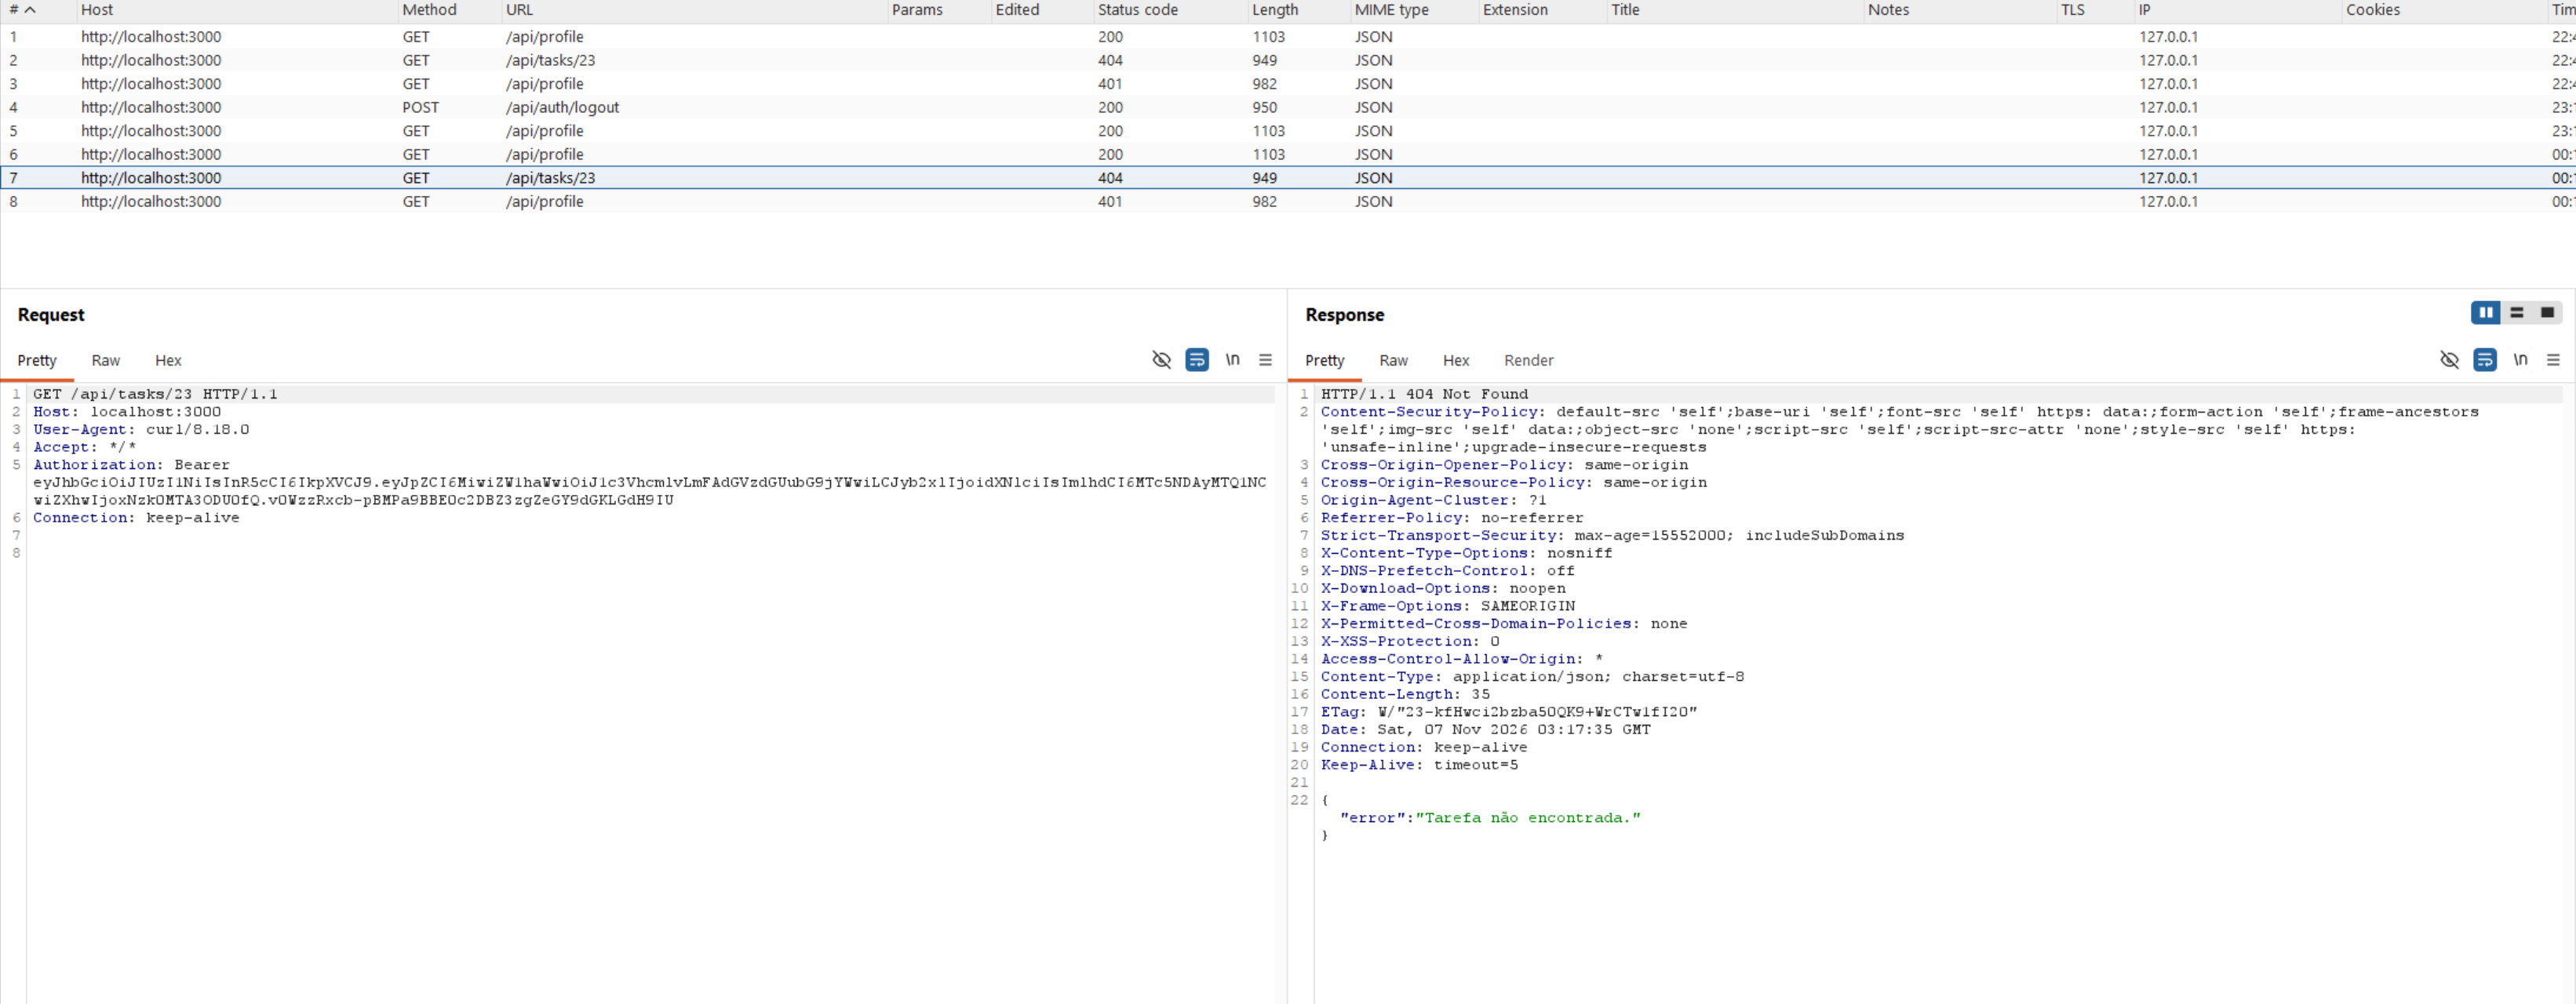 # Host Method URL Params Edited Status code Length MIME type Extension Title Notes TLS IP Cookies Tim
1 http://localhost:3000 GET /api/profile 200 1103 JSON 127.0.0.1 22:4
2 http://localhost:3000 GET /api/tasks/23 404 949 JSON 127.0.0.1 22:4
3 http://localhost:3000 GET /api/profile 401 982 JSON 127.0.0.1 22:4
4 http://localhost:3000 POST /api/auth/logout 200 950 JSON 127.0.0.1 23:1
5 http://localhost:3000 GET /api/profile 200 1103 JSON 127.0.0.1 23:1
6 http://localhost:3000 GET /api/profile 200 1103 JSON 127.0.0.1 00:1
7 http://localhost:3000 GET /api/tasks/23 404 949 JSON 127.0.0.1 00:1
8 http://localhost:3000 GET /api/profile 401 982 JSON 127.0.0.1 00:1
Request
Pretty Raw Hex \n
1 GET /api/tasks/23 HTTP/1.1
2 Host: localhost:3000
3 User-Agent: curl/8.18.0
4 Accept: */*
5 Authorization: Bearer
6 Connection: keep-alive
7
8
Response
Pretty Raw Hex Render \n
1 HTTP/1.1 404 Not Found
2 Content-Security-Policy: default-src 'self';base-uri 'self';font-src 'self' https: data:;form-action 'self';frame-ancestors
'self';img-src 'self' data:;object-src 'none';script-src 'self';script-src-attr 'none';style-src 'self' https:
'unsafe-inline';upgrade-insecure-requests
3 Cross-Origin-Opener-Policy: same-origin
4 Cross-Origin-Resource-Policy: same-origin
5 Origin-Agent-Cluster: ?1
6 Referrer-Policy: no-referrer
7 Strict-Transport-Security: max-age=15552000; includeSubDomains
8 X-Content-Type-Options: nosniff
9 X-DNS-Prefetch-Control: off
10 X-Download-Options: noopen
11 X-Frame-Options: SAMEORIGIN
12 X-Permitted-Cross-Domain-Policies: none
13 X-XSS-Protection: 0
14 Access-Control-Allow-Origin: *
15 Content-Type: application/json; charset=utf-8
16 Content-Length: 35
17 ETag:
18 Date: Sat, 07 Nov 2026 03:17:35 GMT
19 Connection: keep-alive
20 Keep-Alive: timeout=5
21
22 {
"error":"Tarefa não encontrada."
}